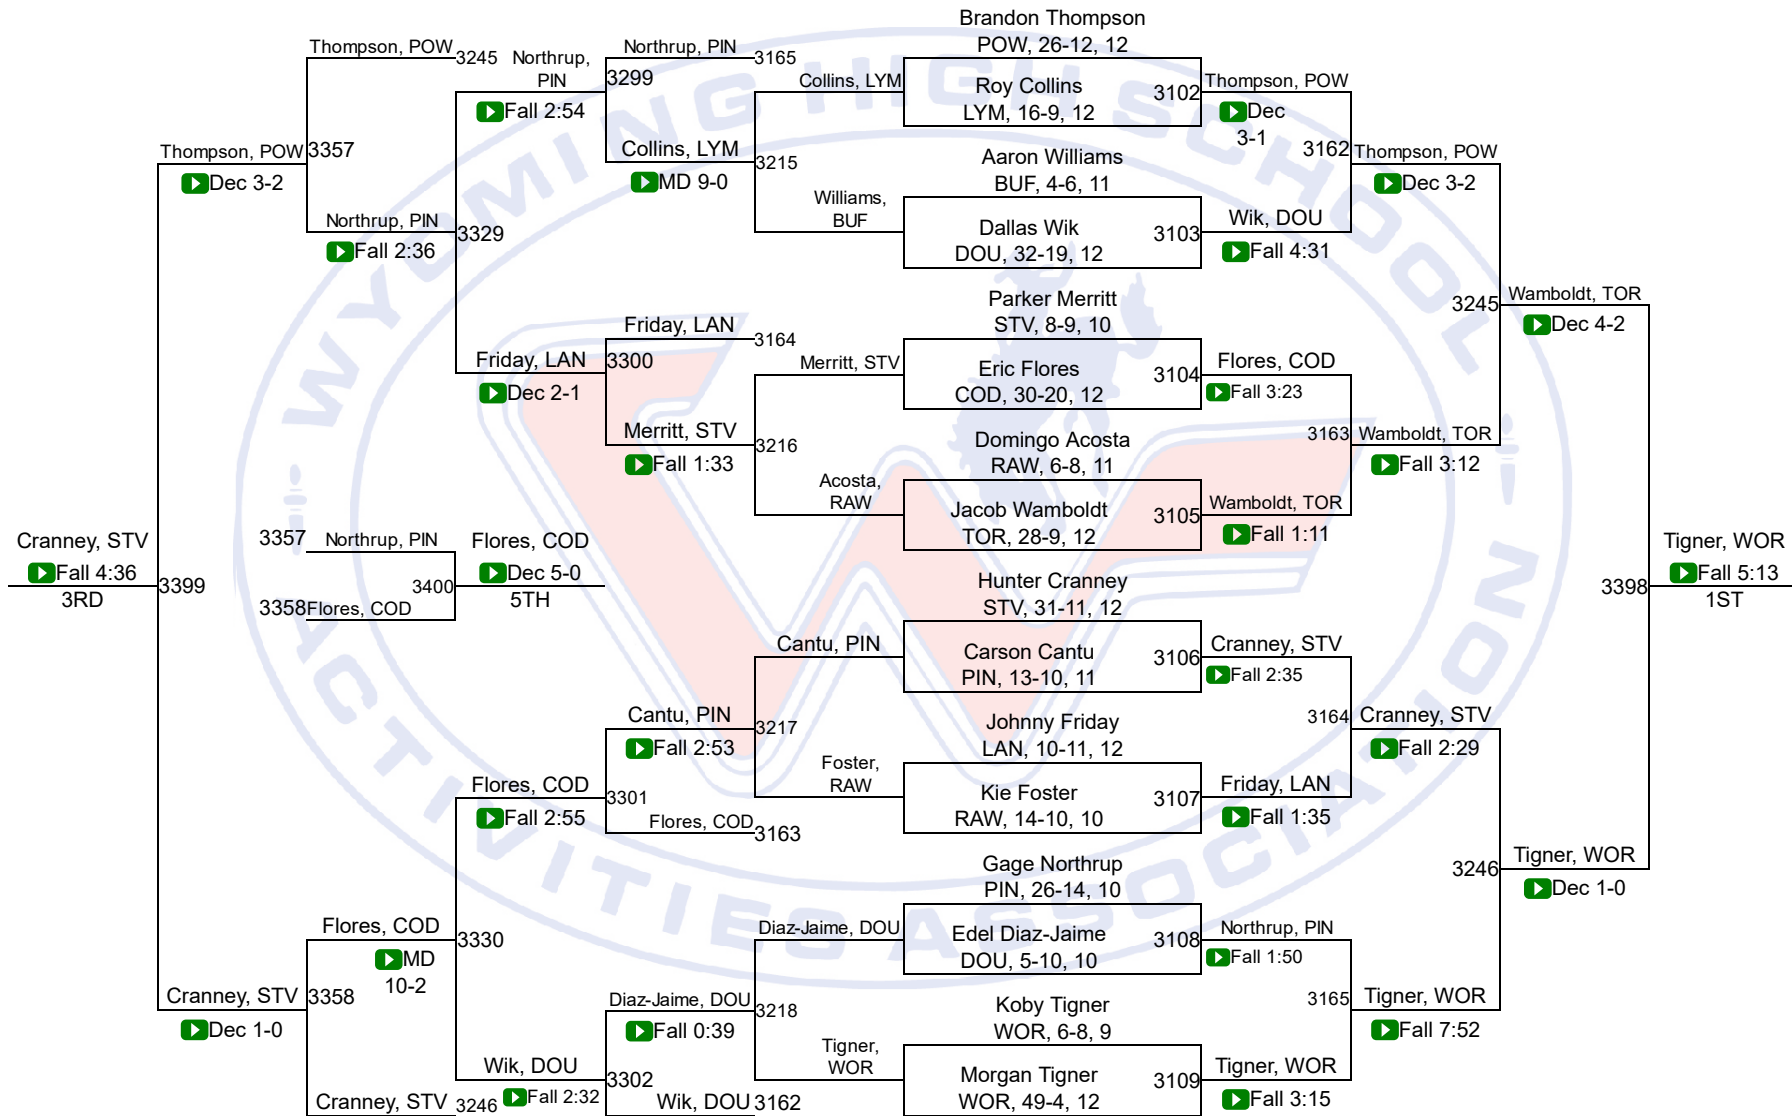 WYOMING HIGH SCHOOL
ACTIVITIES ASSOCIATION
Brandon Thompson
POW, 26-12, 12
Roy Collins
LYM, 16-9, 12
3102
Aaron Williams
BUF, 4-6, 11
Dallas Wik
DOU, 32-19, 12
3103
Parker Merritt
STV, 8-9, 10
Eric Flores
COD, 30-20, 12
3104
Domingo Acosta
RAW, 6-8, 11
Jacob Wamboldt
TOR, 28-9, 12
3105
Hunter Cranney
STV, 31-11, 12
Carson Cantu
PIN, 13-10, 11
3106
Johnny Friday
LAN, 10-11, 12
Kie Foster
RAW, 14-10, 10
3107
Gage Northrup
PIN, 26-14, 10
Edel Diaz-Jaime
DOU, 5-10, 10
3108
Koby Tigner
WOR, 6-8, 9
Morgan Tigner
WOR, 49-4, 12
3109
Thompson, POW
Dec
3-1
3162
Wik, DOU
Fall 4:31
Flores, COD
Fall 3:23
3163
Wamboldt, TOR
Fall 1:11
Cranney, STV
Fall 2:35
3164
Friday, LAN
Fall 1:35
Northrup, PIN
Fall 1:50
3165
Tigner, WOR
Fall 3:15
Thompson, POW
Dec 3-2
3245
Wamboldt, TOR
Fall 3:12
Cranney, STV
Fall 2:29
3246
Tigner, WOR
Fall 7:52
Wamboldt, TOR
Dec 4-2
3398
Tigner, WOR
Dec 1-0
Tigner, WOR
Fall 5:13
1ST
Collins, LYM
3215
Williams,
BUF
Merritt, STV
3216
Acosta,
RAW
Cantu, PIN
3217
Foster,
RAW
Diaz-Jaime, DOU
3218
Tigner,
WOR
Northrup, PIN
3165
3299
Collins, LYM
MD 9-0
Friday, LAN
3164
3300
Merritt, STV
Fall 1:33
Cantu, PIN
Fall 2:53
3301
Flores, COD
3163
Diaz-Jaime, DOU
Fall 0:39
3302
Wik, DOU
3162
Northrup,
PIN
Fall 2:54
3329
Friday, LAN
Dec 2-1
Flores, COD
Fall 2:55
3330
Wik, DOU
Fall 2:32
Thompson, POW
3245
3357
Northrup, PIN
Fall 2:36
Flores, COD
MD
10-2
3358
Cranney, STV
3246
Thompson, POW
Dec 3-2
3399
Cranney, STV
Dec 1-0
Cranney, STV
Fall 4:36
3RD
3357
Northrup, PIN
3400
3358
Flores, COD
Flores, COD
Dec 5-0
5TH